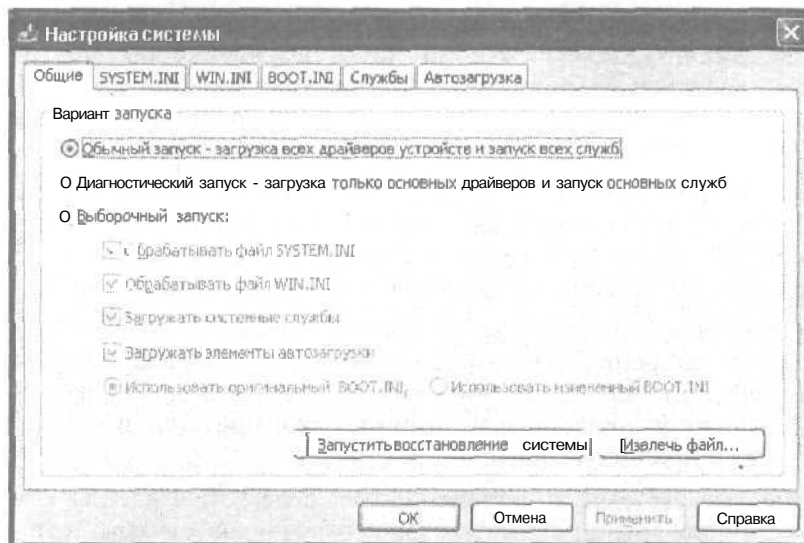 Настройка системы
Общие SYSTEM.INI WIN.INI BOOT.INI Службы Автозагрузка
Вариант запуска
Обычный запуск - загрузка всех драйверов устройств и запуск всех служб
О Диагностический запуск - загрузка только основных драйверов и запуск основных служб
О Выборочный запуск:
Обрабатывать файл SYSTEM.INI
Обрабатывать файл WIN.INI
Загружать системные службы
Загружать элементы автозагрузки
Использовать оригинальный BOOT.INI, Использовать измененный BOOT.INI
Запустить восстановление системы Извлечь файл...
OK Отмена Применить Справка